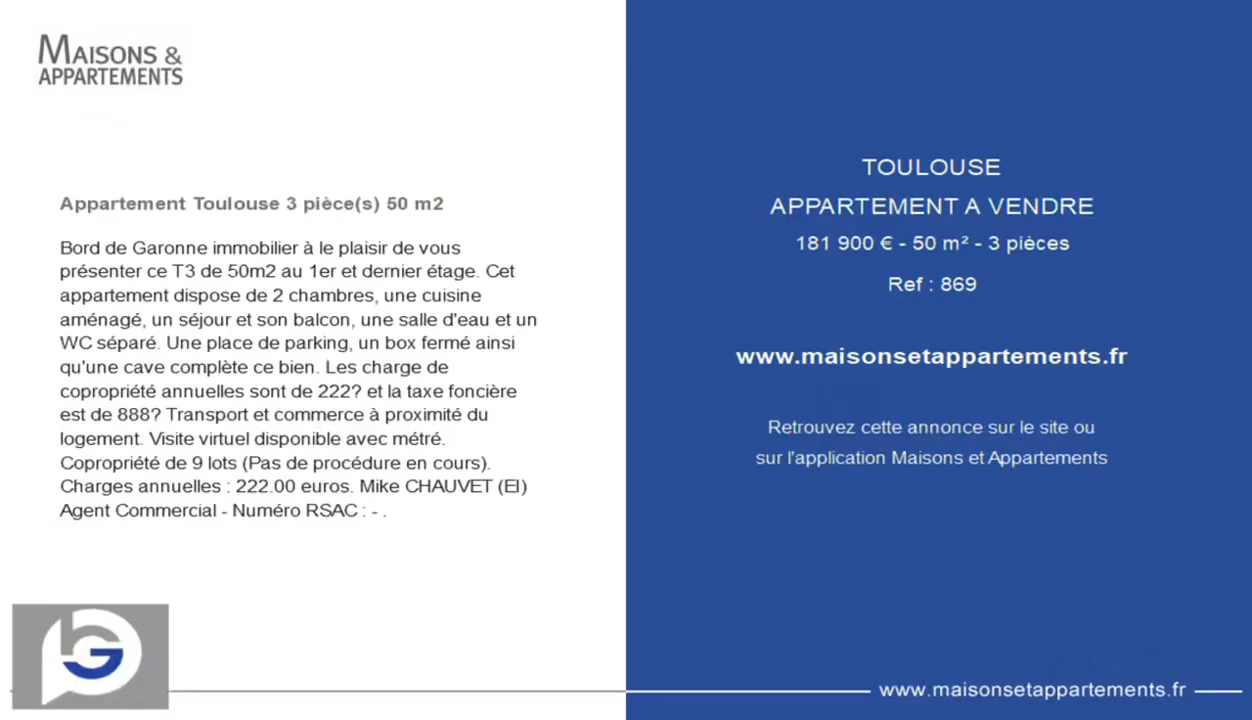 MAISONS &
APPARTEMENTS
Appartement Toulouse 3 pièce(s) 50 m2
Bord de Garonne immobilier à le plaisir de vous
présenter ce T3 de 50m2 au 1er et dernier étage. Cet
appartement dispose de 2 chambres, une cuisine
aménagé, un séjour et son balcon, une salle d'eau et un
WC séparé. Une place de parking, un box fermé ainsi
qu'une cave complète ce bien. Les charge de
copropriété annuelles sont de 222? et la taxe foncière
est de 888? Transport et commerce à proximité du
logement. Visite virtuel disponible avec métré.
Copropriété de 9 lots (Pas de procédure en cours).
Charges annuelles : 222.00 euros. Mike CHAUVET (EI)
Agent Commercial - Numéro RSAC : - .
TOULOUSE
APPARTEMENT A VENDRE
181 900 € - 50 m² - 3 pièces
Ref : 869
www.maisonsetappartements.fr
Retrouvez cette annonce sur le site ou
sur l'application Maisons et Appartements
www.maisonsetappartements.fr